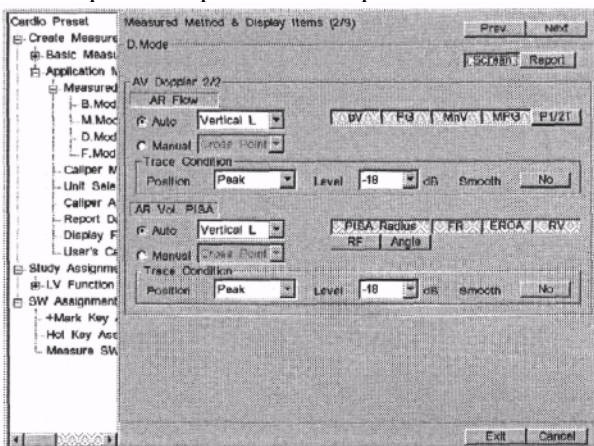 Cardio Preset
Create Measure
Basic Measu
Application M
Measured
B.Mod
M.Moc
D.Mod
F.Mod
Caliper M
Unit Sele
Caliper A
Report De
Display F
User's Ca
Study Assignme
LV Function
SW Assignment
+Mark Key
Hot Key Ass
Measure SW
Measured Method & Display Items (2/9)
Prev. Next
D.Mode
Screen Report
AV Doppler 2/2
AR Flow
Auto Vertical L pV PG MnV MPG P1/2T
Manual Cross Point
Trace Condition
Position Peak Level -18 dB Smooth No
AR Vol. PISA
Auto Vertical L PISA Radius FR EROA RV
Manual Cross Point RF Angle
Trace Condition
Position Peak Level -18 dB Smooth No
Exit Cancel